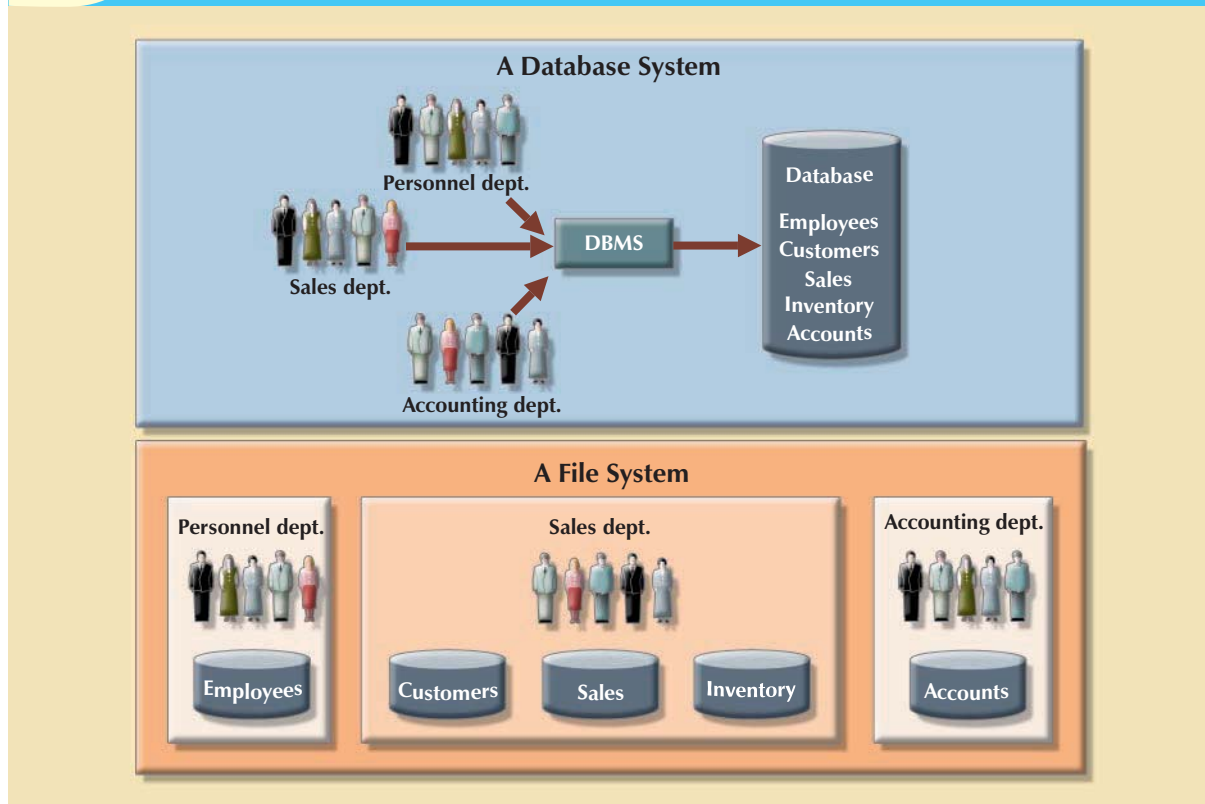 A Database System
Personnel dept.
Sales dept.
Accounting dept.
DBMS
Database
Employees
Customers
Sales
Inventory
Accounts
A File System
Personnel dept.
Employees
Sales dept.
Customers
Sales
Inventory
Accounting dept.
Accounts